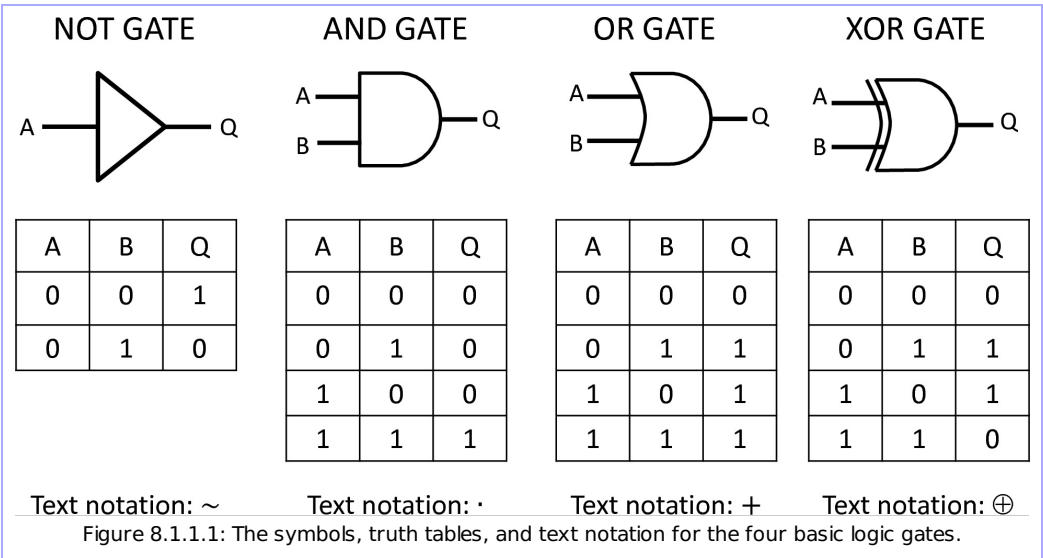 NOT GATE AND GATE OR GATE XOR GATE
A Q A B Q A B Q A B Q
A B Q A B Q A B Q A B Q
0 0 1 0 0 0 0 0 0 0 0 0
0 1 0 0 1 0 0 1 1 0 1 1
1 0 0 1 0 1 1 0 1
1 1 1 1 1 1 1 1 0
Text notation: ~ Text notation: · Text notation: + Text notation: ⊕
Figure 8.1.1.1: The symbols, truth tables, and text notation for the four basic logic gates.